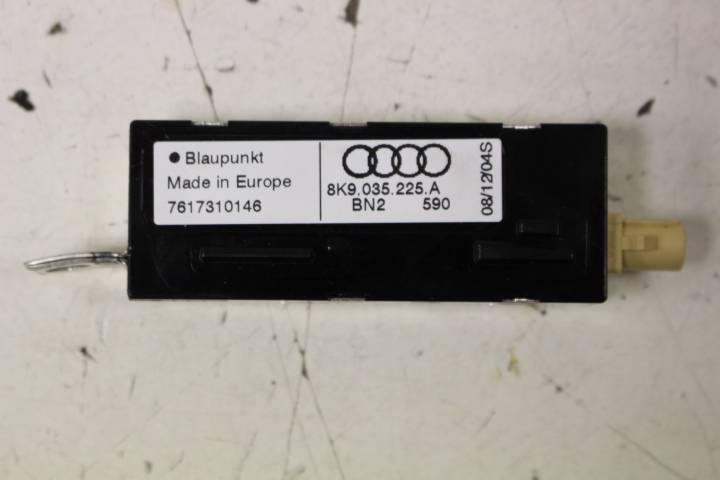 Blaupunkt
Made in Europe
7617310146
8K9.035.225.A
BN2 590
08/12/04S